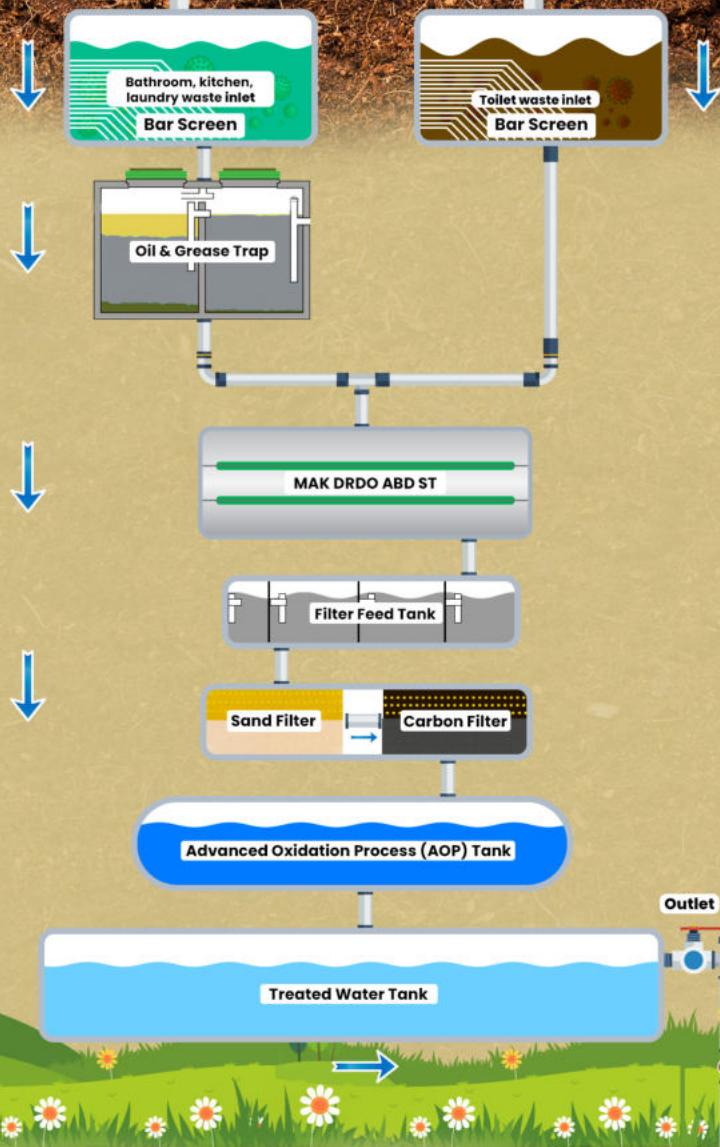 Bathroom, kitchen,
laundry waste inlet
Bar Screen
Toilet waste inlet
Bar Screen
Oil & Grease Trap
MAK DRDO ABD ST
Filter Feed Tank
Sand Filter
Carbon Filter
Advanced Oxidation Process (AOP) Tank
Outlet
Treated Water Tank